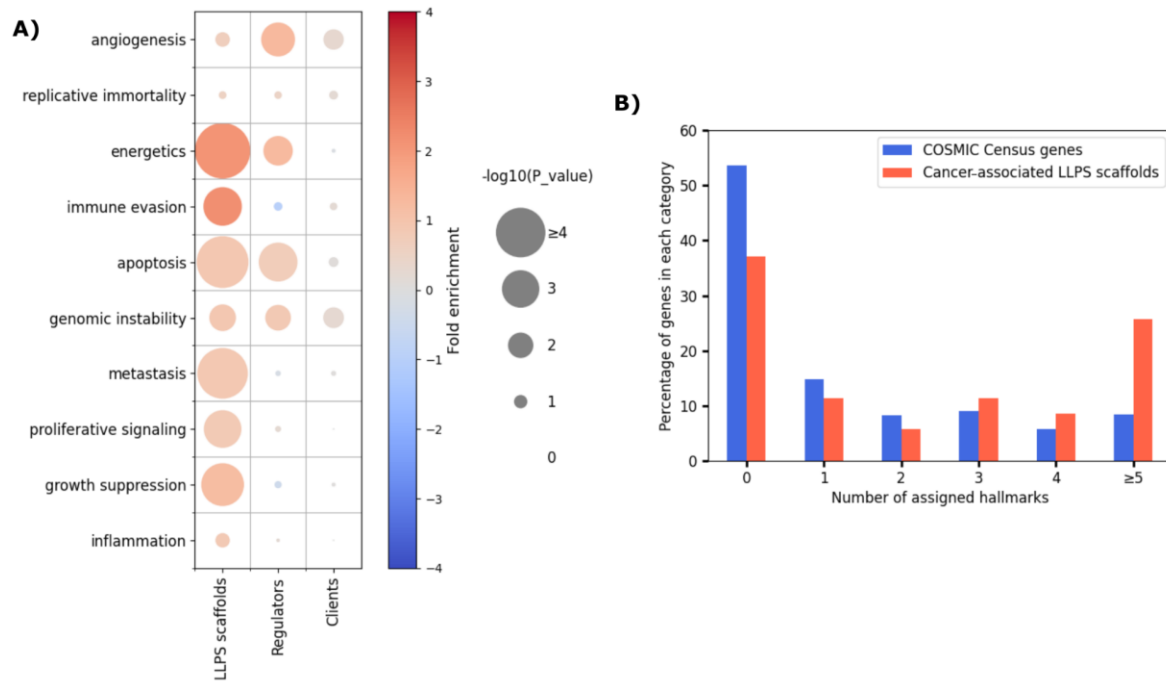 A)
angiogenesis
replicative immortality
energetics
immune evasion
apoptosis
genomic instability
metastasis
proliferative signaling
growth suppression
inflammation
LLPS scaffolds
Regulators
Clients
4
3
2
1
0
−1
−2
−3
−4
Fold enrichment
-log10(P_value)
≥4
3
2
1
0
B)
60
50
40
30
20
10
0
Percentage of genes in each category
COSMIC Census genes
Cancer-associated LLPS scaffolds
0 1 2 3 4 ≥5
Number of assigned hallmarks